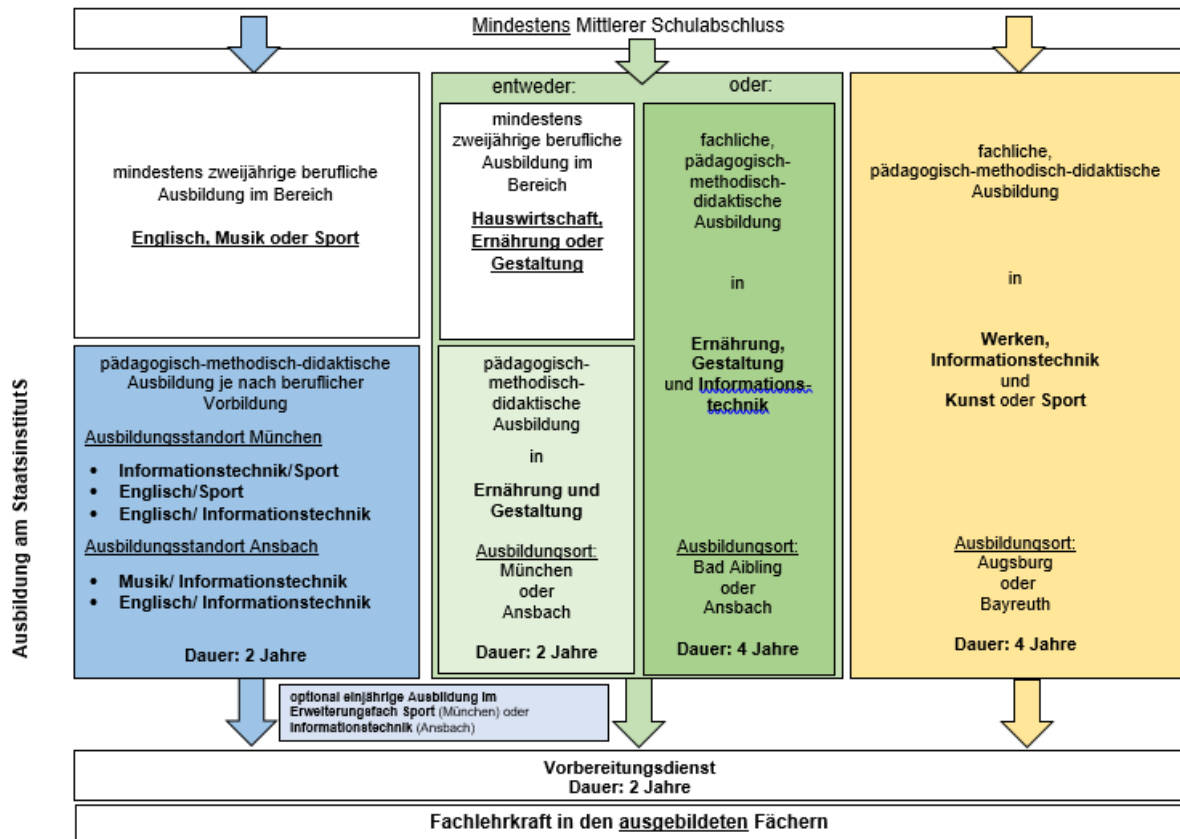 Mindestens Mittlerer Schulabschluss
mindestens zweijährige berufliche
Ausbildung im Bereich
Englisch, Musik oder Sport
pädagogisch-methodisch-didaktische
Ausbildung je nach beruflicher
Vorbildung
Ausbildungsstandort München
• Informationstechnik/Sport
• Englisch/Sport
• Englisch/ Informationstechnik
Ausbildungsstandort Ansbach
• Musik/ Informationstechnik
• Englisch/ Informationstechnik
Dauer: 2 Jahre
entweder:
mindestens
zweijährige berufliche
Ausbildung im
Bereich
Hauswirtschaft,
Ernährung oder
Gestaltung
pädagogisch-
methodisch-
didaktische
Ausbildung
in
Ernährung und
Gestaltung
Ausbildungsort:
München
oder
Ansbach
Dauer: 2 Jahre
oder:
fachliche,
pädagogisch-
methodisch-
didaktische
Ausbildung
in
Ernährung,
Gestaltung
und Informations-
technik
Ausbildungsort:
Bad Aibling
oder
Ansbach
Dauer: 4 Jahre
fachliche,
pädagogisch-methodisch-didaktische
Ausbildung
in
Werken,
Informationstechnik
und
Kunst oder Sport
Ausbildungsort:
Augsburg
oder
Bayreuth
Dauer: 4 Jahre
Ausbildung am Staatsinstituts
optional einjährige Ausbildung im
Erweiterungsfach Sport (München) oder
Informationstechnik (Ansbach)
Vorbereitungsdienst
Dauer: 2 Jahre
Fachlehrkraft in den ausgebildeten Fächern